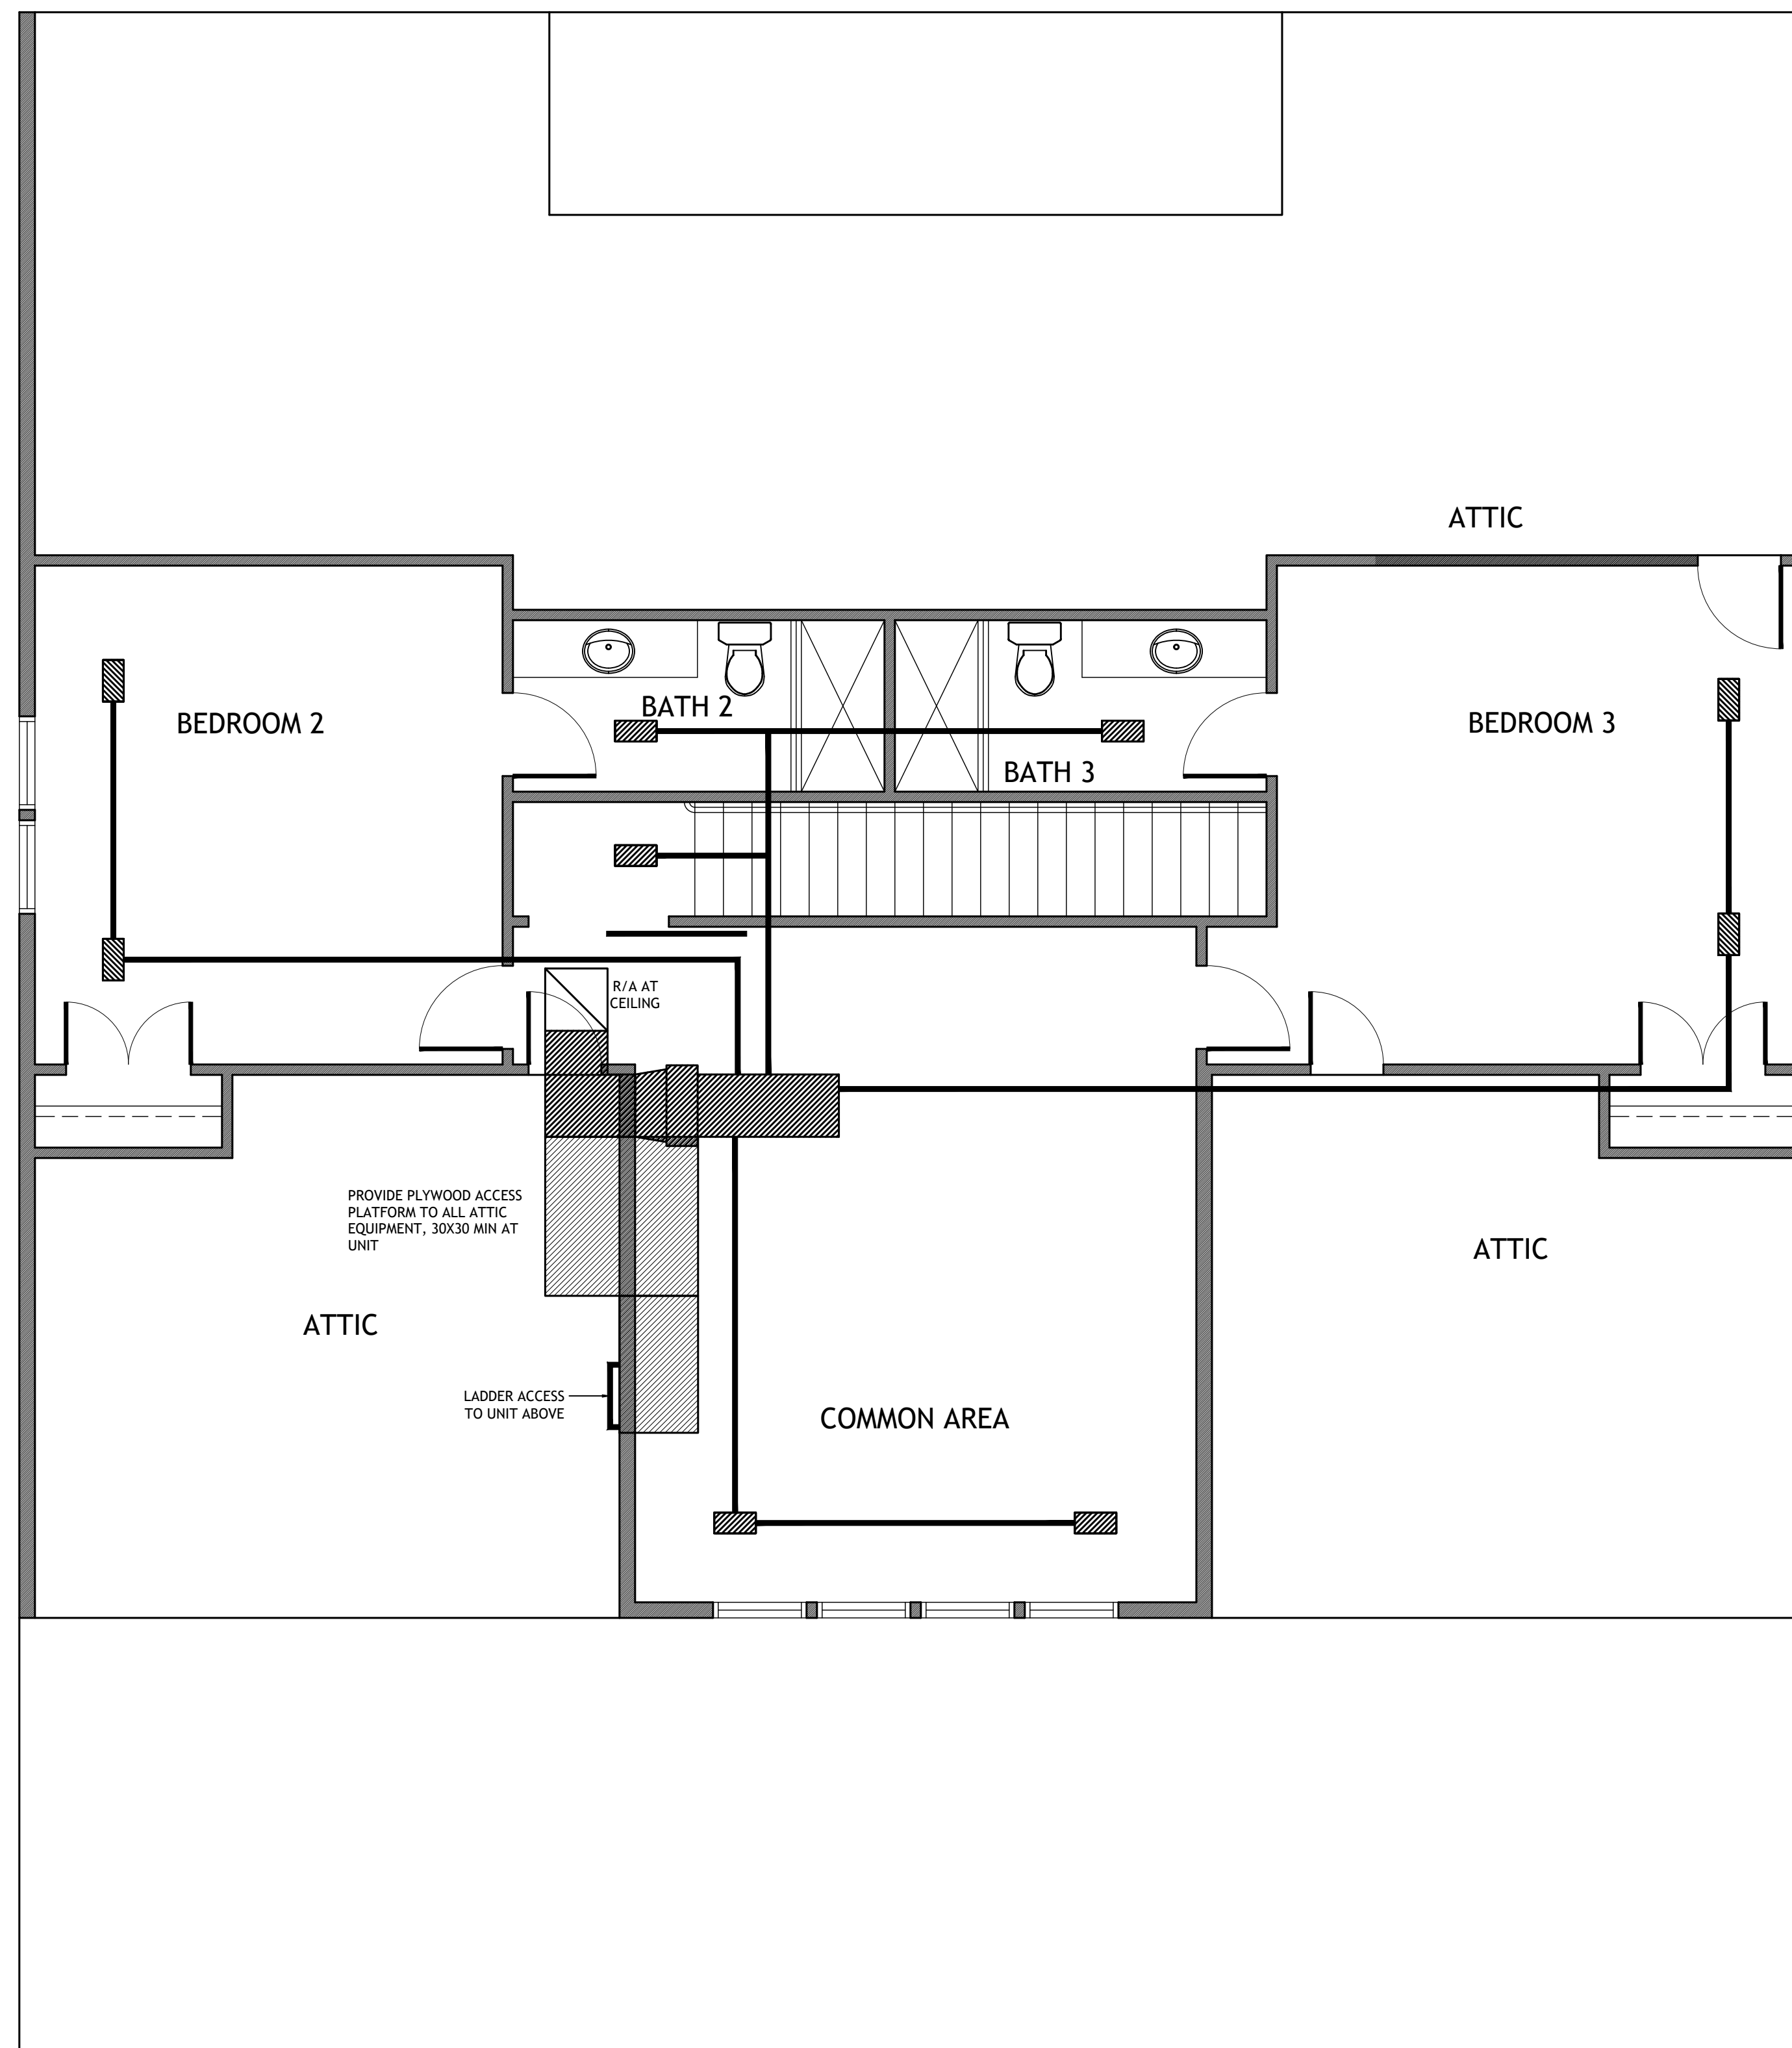 ATTIC
BEDROOM 2
BATH 2
BEDROOM 3
BATH 3
R/A AT
CEILING
PROVIDE PLYWOOD ACCESS
PLATFORM TO ALL ATTIC
EQUIPMENT, 30X30 MIN AT
UNIT
ATTIC
ATTIC
LADDER ACCESS
TO UNIT ABOVE
COMMON AREA